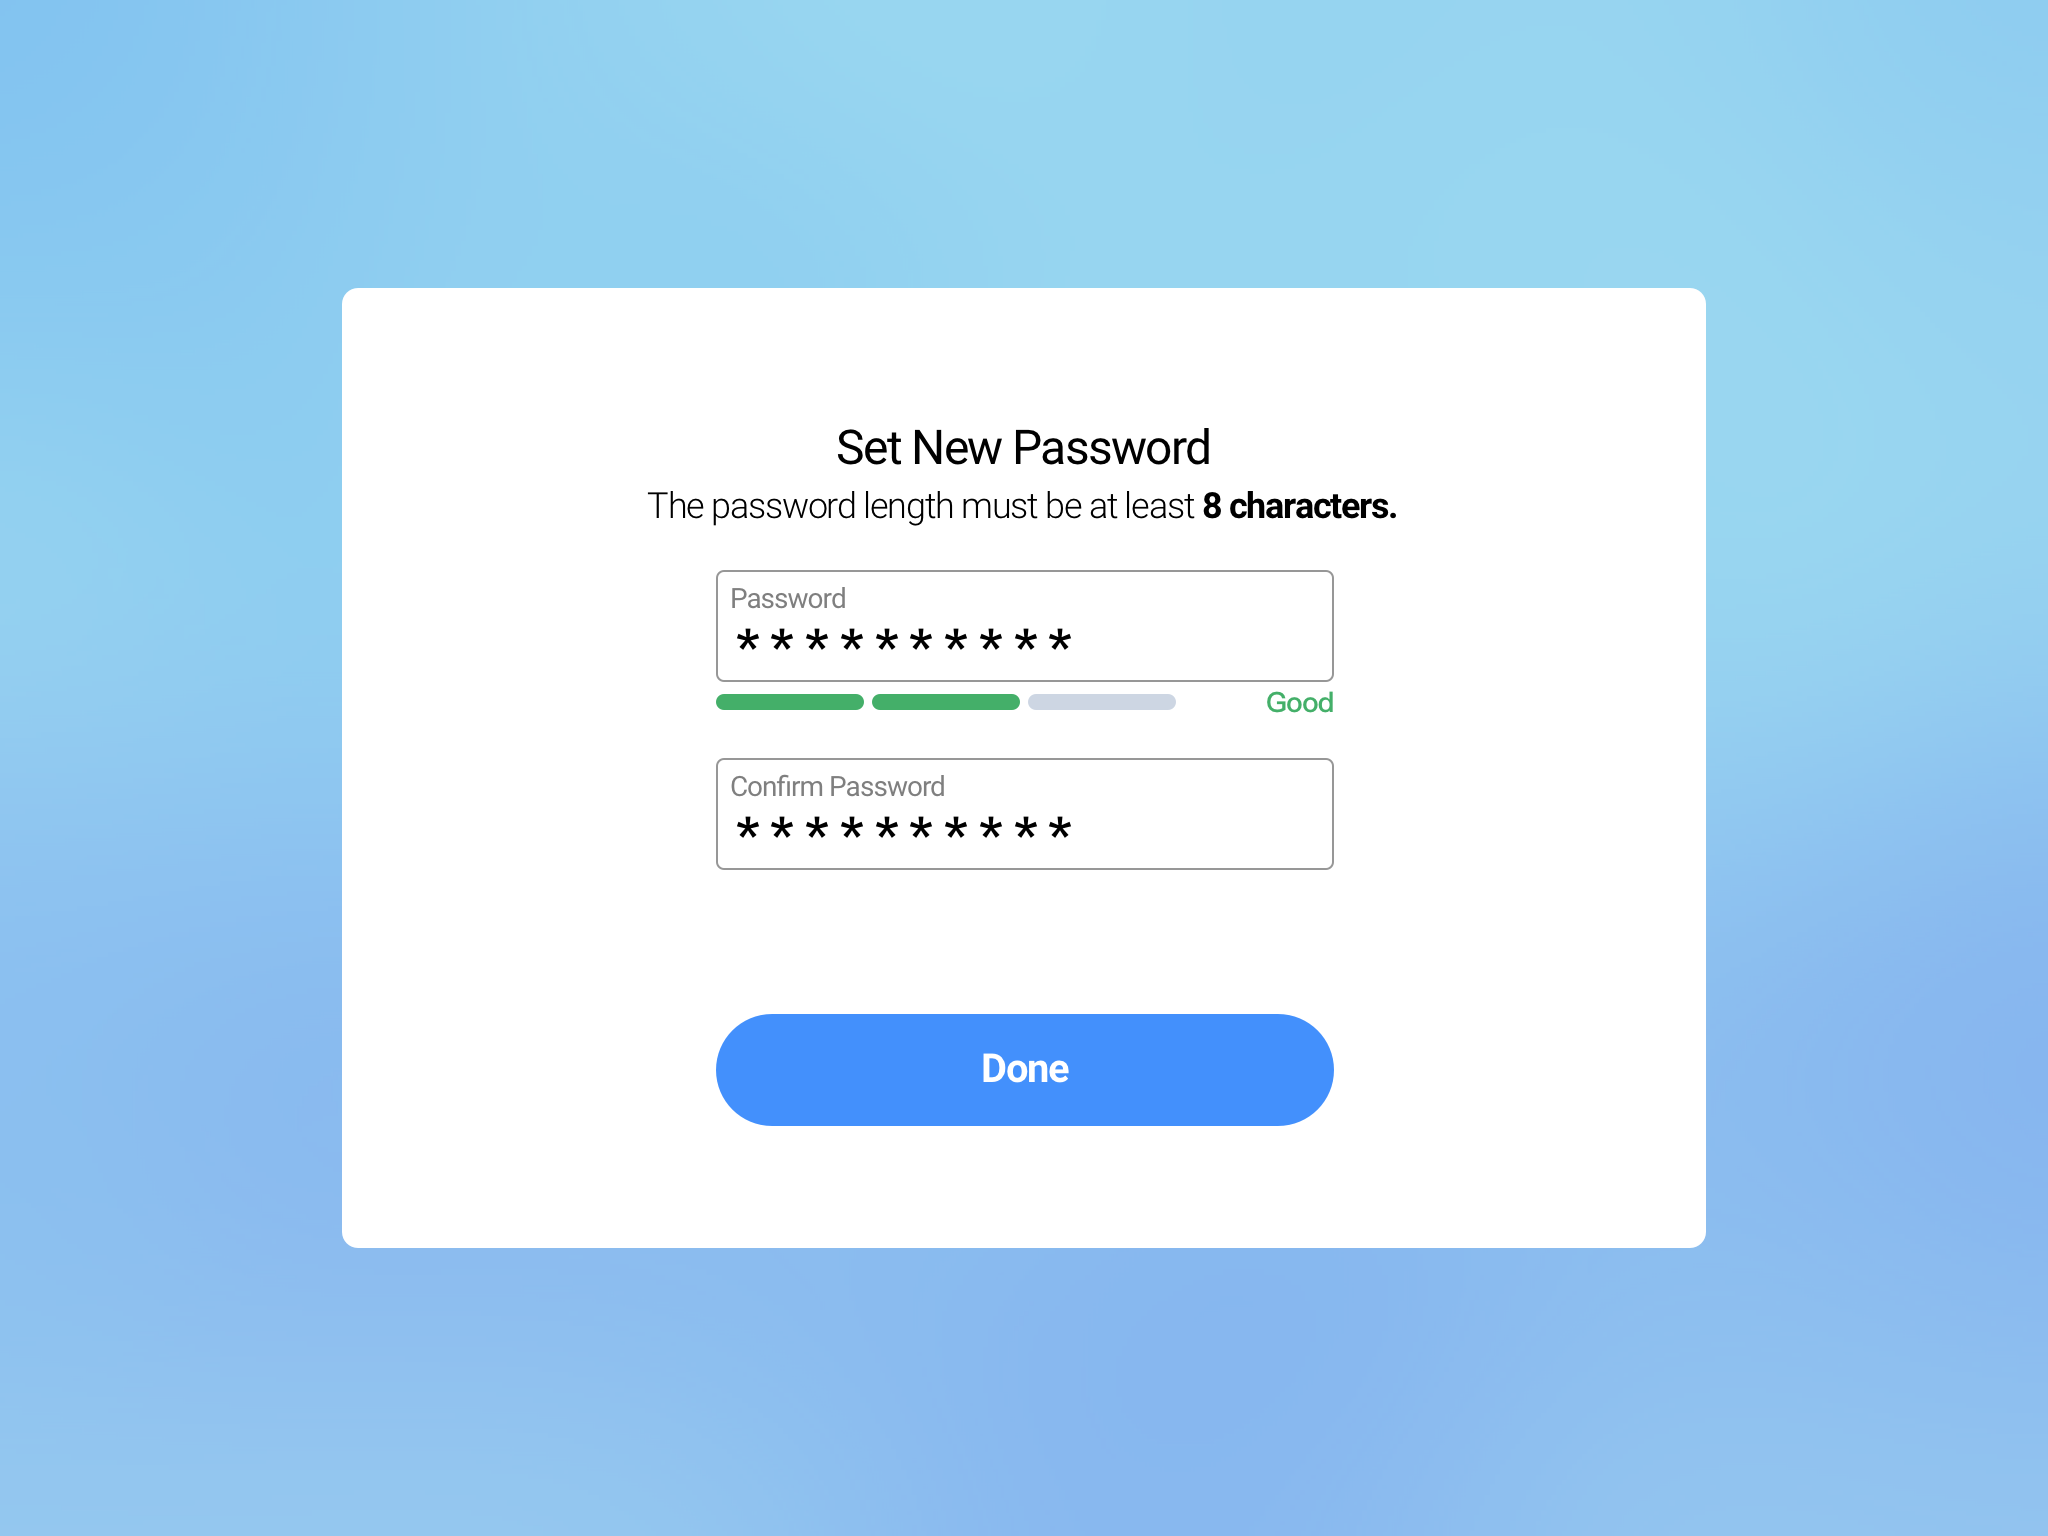 Set New Password
The password length must be at least 8 characters.
Password
**********
Good
Confirm Password
**********
Done